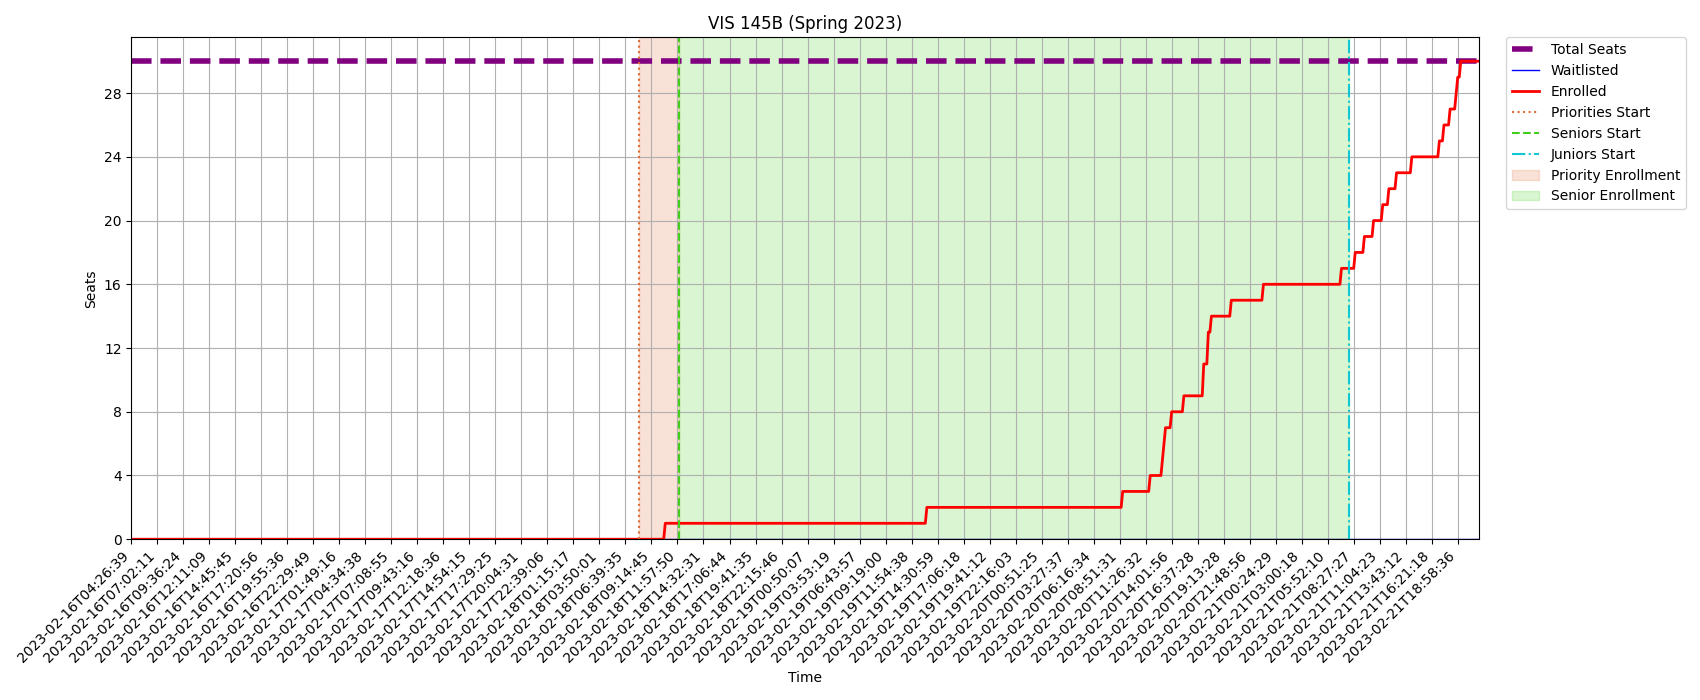 VIS 145B (Spring 2023)
Total Seats
Waitlisted
Enrolled
Priorities Start
Seniors Start
Juniors Start
Priority Enrollment
Senior Enrollment
Seats
28
24
20
16
12
8
4
0
2023-02-16T04:26:39
2023-02-16T07:02:11
2023-02-16T09:36:24
2023-02-16T12:11:09
2023-02-16T14:45:45
2023-02-16T17:20:56
2023-02-16T19:55:36
2023-02-16T22:29:49
2023-02-17T01:49:16
2023-02-17T04:34:38
2023-02-17T07:08:55
2023-02-17T09:43:16
2023-02-17T12:18:36
2023-02-17T14:54:15
2023-02-17T17:29:25
2023-02-17T20:04:31
2023-02-17T22:39:06
2023-02-18T01:15:17
2023-02-18T03:50:01
2023-02-18T06:39:35
2023-02-18T09:14:45
2023-02-18T11:57:50
2023-02-18T14:32:31
2023-02-18T17:06:44
2023-02-18T19:41:35
2023-02-18T22:15:46
2023-02-19T00:50:07
2023-02-19T03:53:19
2023-02-19T06:43:57
2023-02-19T09:19:00
2023-02-19T11:54:38
2023-02-19T14:30:59
2023-02-19T17:06:18
2023-02-19T19:41:12
2023-02-19T22:16:03
2023-02-20T00:51:25
2023-02-20T03:27:37
2023-02-20T06:16:34
2023-02-20T08:51:31
2023-02-20T11:26:32
2023-02-20T14:01:56
2023-02-20T16:37:28
2023-02-20T19:13:28
2023-02-20T21:48:56
2023-02-21T00:24:29
2023-02-21T03:00:18
2023-02-21T05:52:10
2023-02-21T08:27:27
2023-02-21T11:04:23
2023-02-21T13:43:12
2023-02-21T16:21:18
2023-02-21T18:58:36
Time